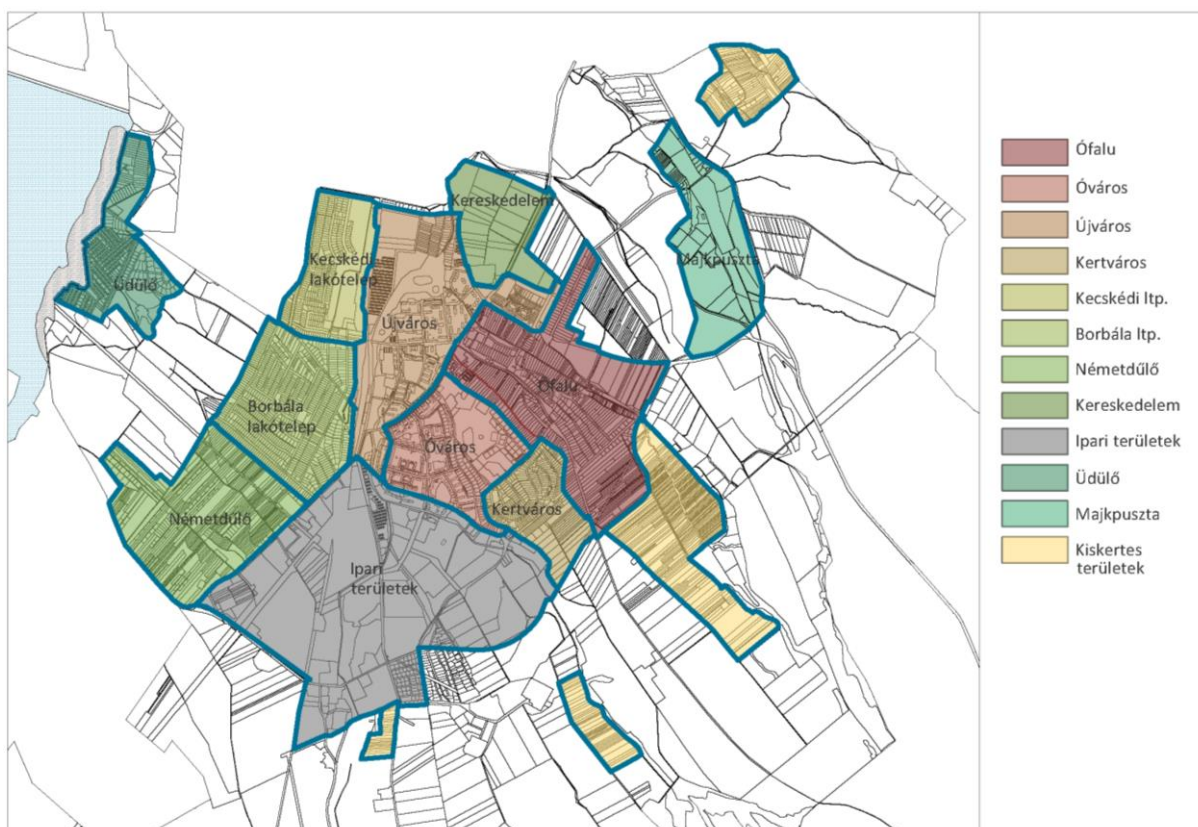 Kereskedelem
Kecskédi
lakótelep
Majkpuszta
Üdülő
Újváros
Ófalu
Borbála
lakótelep
Óváros
Kertváros
Németdűlő
Ipari
területek
Ófalu
Óváros
Újváros
Kertváros
Kecskédi ltp.
Borbála ltp.
Németdűlő
Kereskedelem
Ipari területek
Üdülő
Majkpuszta
Kiskertes
területek